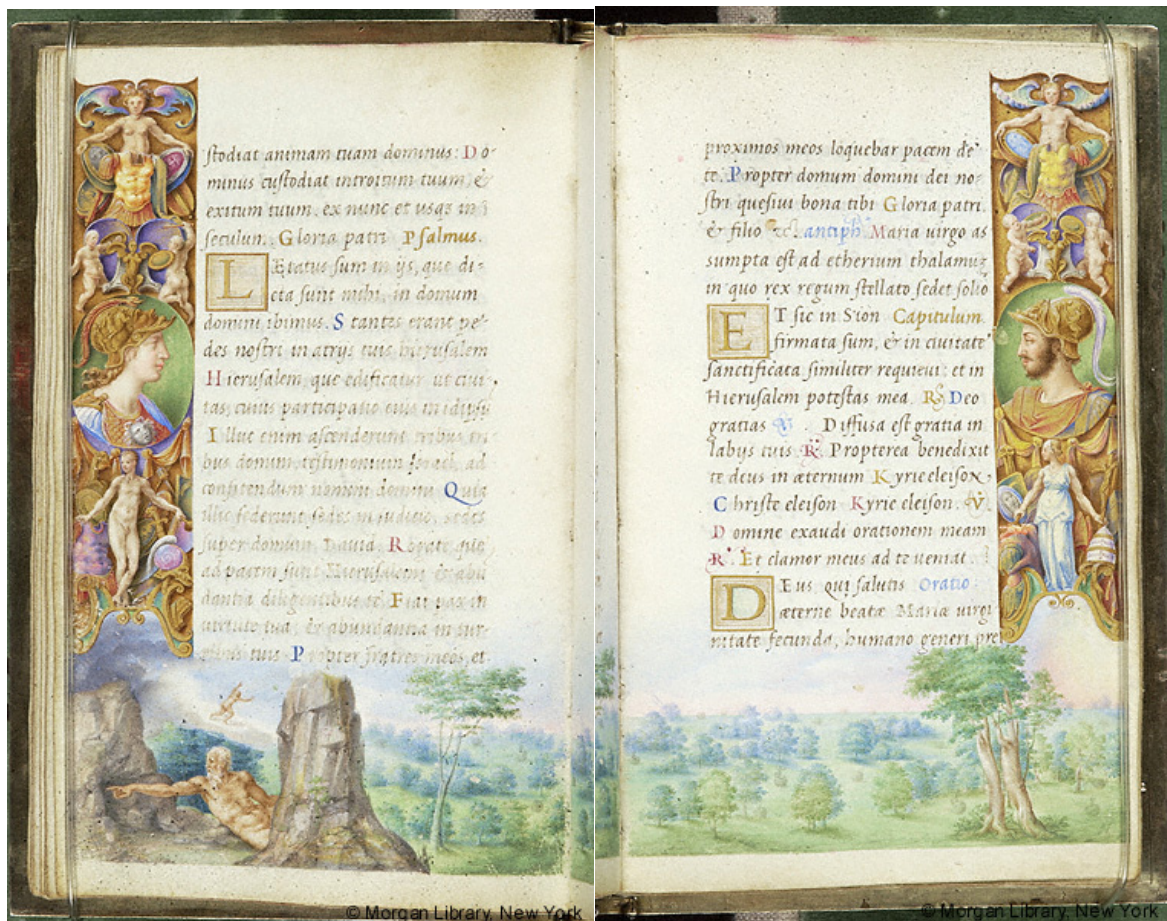 stodiat animam tuam dominus: Do⸗
minus custodiat introitum tuum, &
exitum tuum, ex nunc et usq; in
seculum. Gloria patri Psalmus.
LÆtatus sum in ijs, que di⸗
cta sunt mihi, in domum
domini ibimus. Stantes erant pe⸗
des nostri in atrijs tuis hierusalem
Hierusalem, que edificatur ut ciui⸗
tas, cuius participatio eius in idipsū
Illuc enim ascenderunt tribus, tri
bus domini, testimonium Israel, ad
confitendum nomini domini Quia
illic sederunt sedes in iudicio, sedes
super domum David. Rogate que
ad pacem sunt Hierusalem & abū
dantia diligentibus te. Fiat pax in
uirtute tua, & abundantia in tur⸗
ribus tuis Propter fratres meos, et
proximos meos loquebar pacem de
te. Propter domum domini dei no⸗
stri quesiui bona tibi Gloria patri.
& filio antiph. Maria uirgo as
sumpta est ad etherium thalamuz
in quo rex regum stellato sedet solio
ET sic in Sion Capitulum.
firmata sum, & in ciuitate
sanctificata similiter requieui: et in
Hierusalem potestas mea. R. Deo
gratias V. Diffusa est gratia in
labijs tuis R. Propterea benedixit
te deus in æternum Kyrie eleison,
Christe eleison. Kyrie eleison. V
Domine exaudi orationem meam
R. Et clamor meus ad te ueniat.
DEus qui salutis Oratio
æterne beatæ Mariæ uirgi
nitate fecunda, humano generi pre
© Morgan Library, New York
© Morgan Library, New York